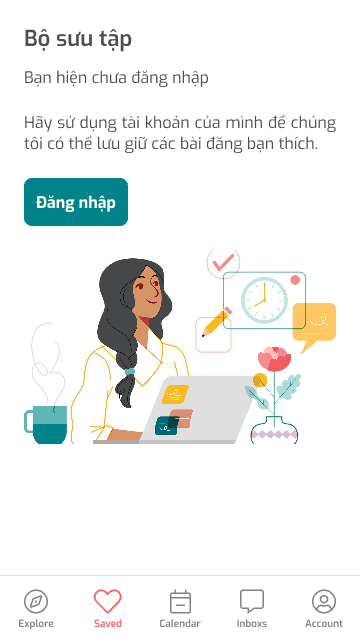 Bộ sưu tập
Bạn hiện chưa đăng nhập
Hãy sử dụng tài khoản của mình để chúng
tôi có thể lưu giữ các bài đăng bạn thích.
Đăng nhập
Explore
Saved
Calendar
Inboxs
Account